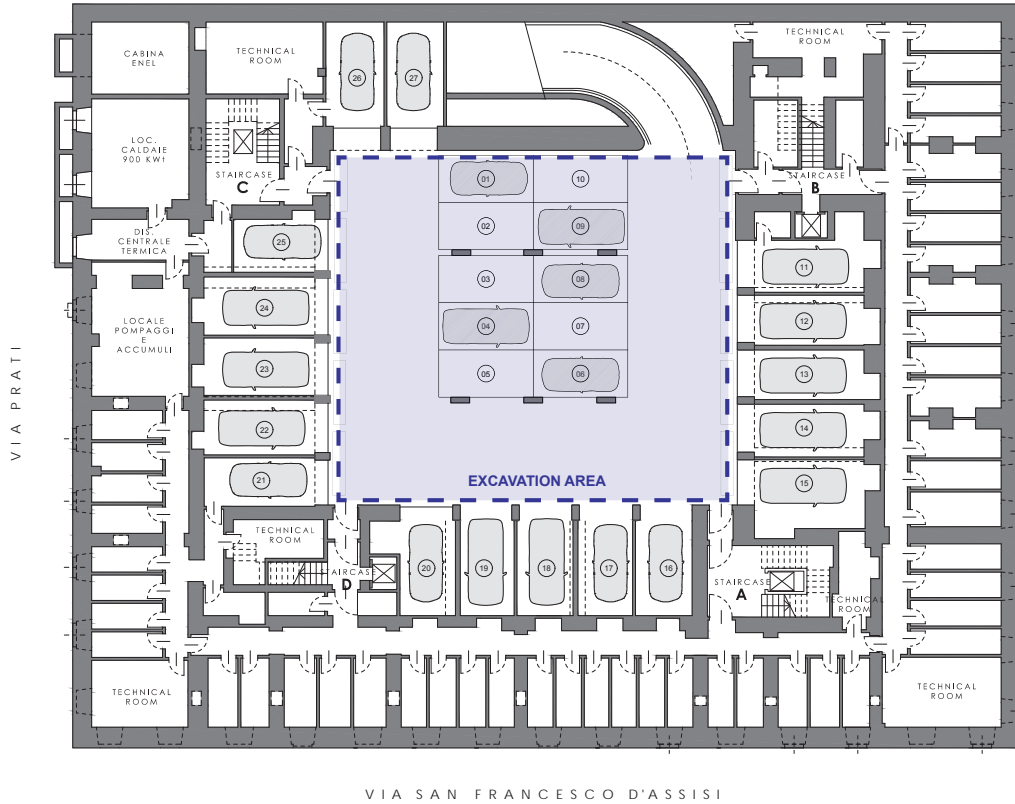 TECHNICAL
ROOM
CABINA
ENEL
TECHNICAL
ROOM
26
27
LOC.
CALDAIE
900 KWt
STAIRCASE
C
STAIRCASE
B
01
10
02
09
03
08
04
07
05
06
DIS.
CENTRALE
TERMICA
25
24
23
22
21
LOCALE
POMPAGGI
E
ACCUMULI
11
12
13
14
15
EXCAVATION AREA
VIA PRATI
TECHNICAL
ROOM
STAIRCASE
D
20
19
18
17
16
STAIRCASE
A
TECHNICAL
ROOM
TECHNICAL
ROOM
TECHNICAL
ROOM
VIA SAN FRANCESCO D'ASSISI